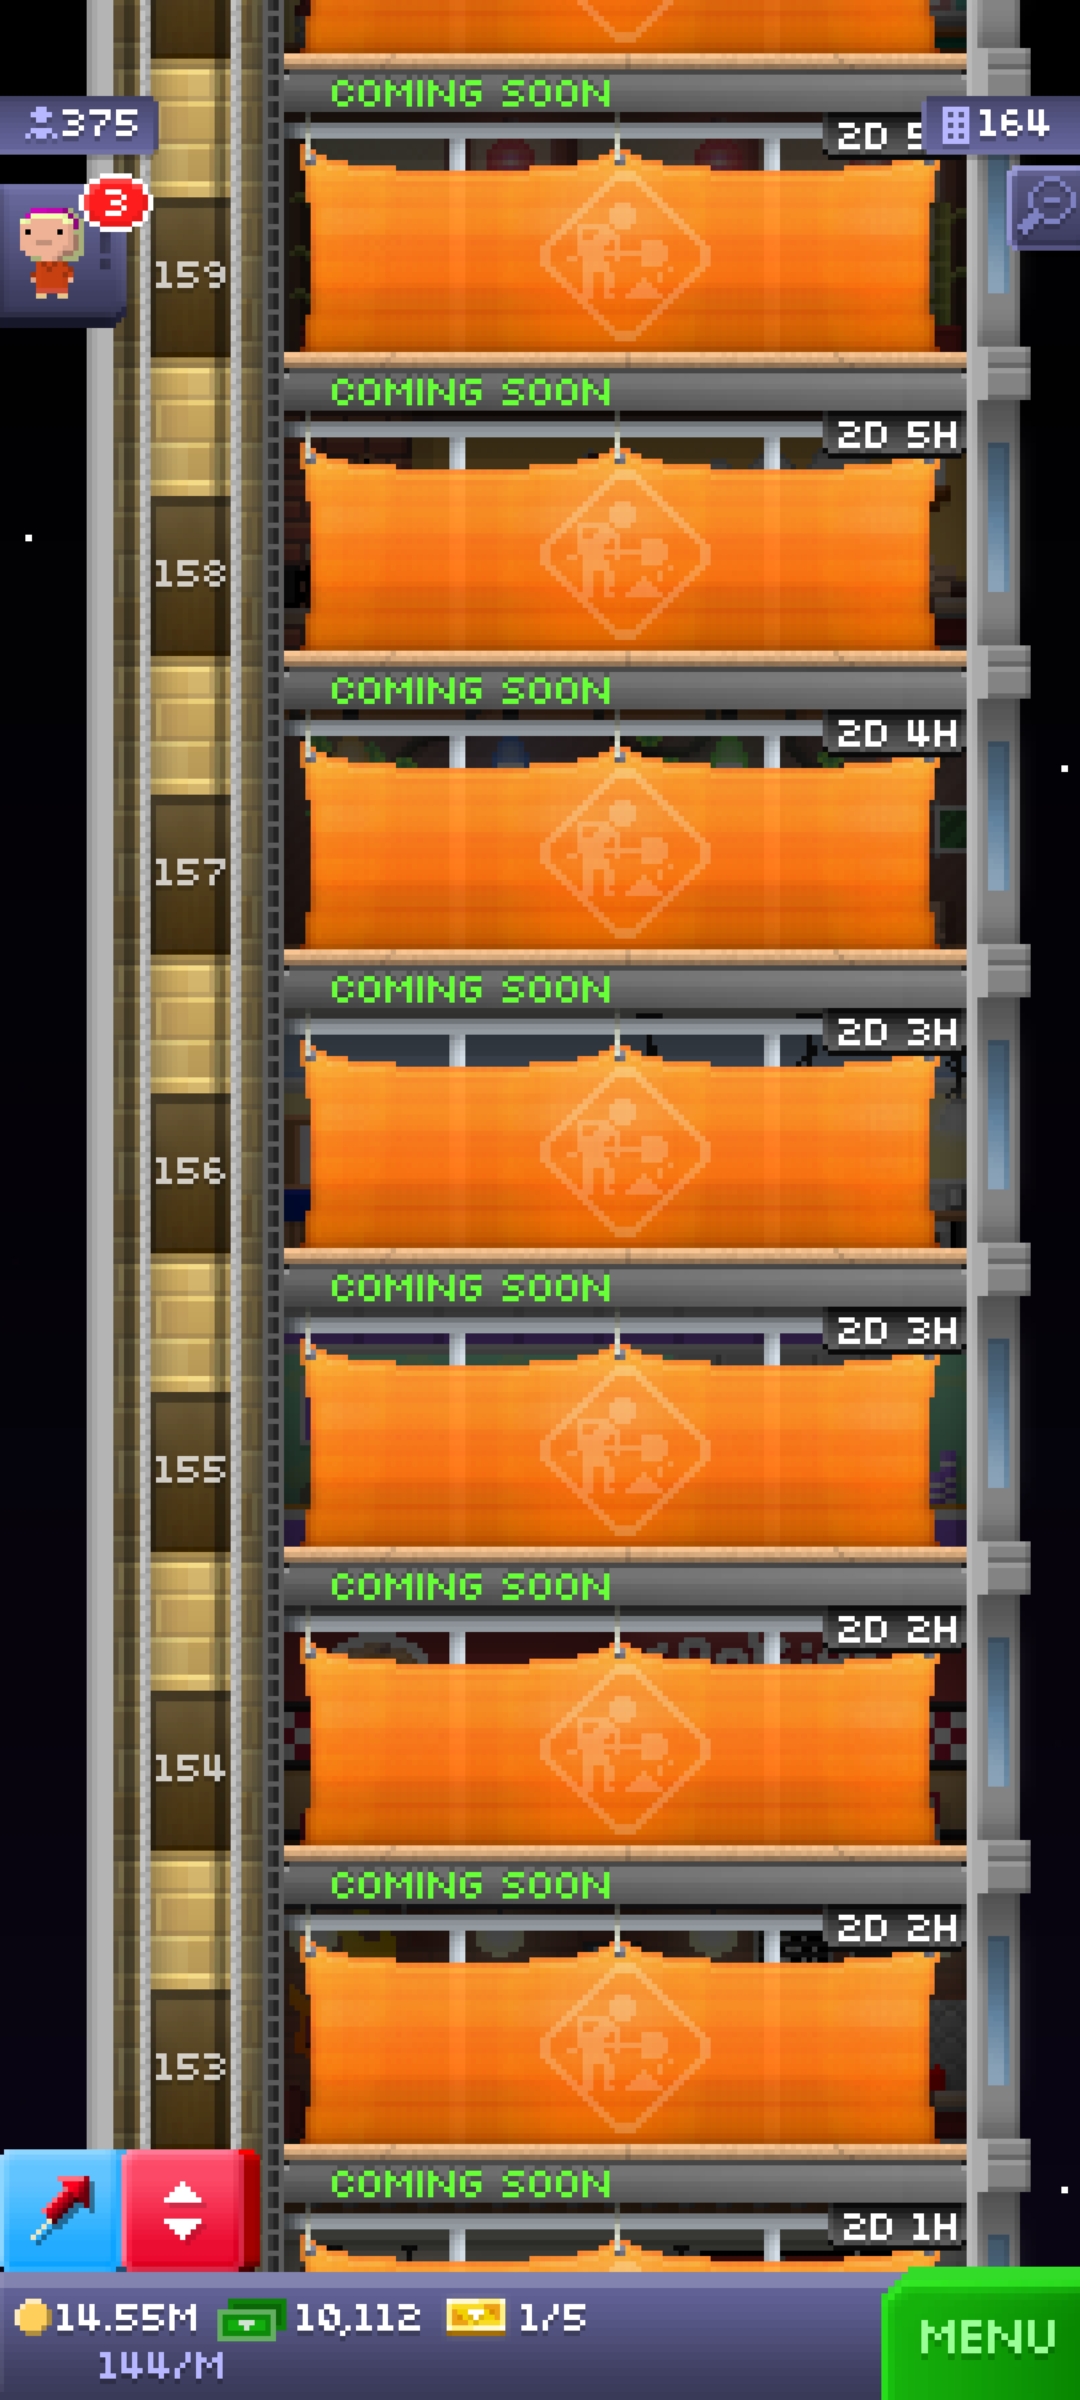 COMING SOON
375
2D 5
164
3
159
COMING SOON
2D 5H
158
COMING SOON
2D 4H
157
COMING SOON
2D 3H
156
COMING SOON
2D 3H
155
COMING SOON
2D 2H
154
COMING SOON
2D 2H
153
COMING SOON
2D 1H
14.55M 10,112 1/5
144/M
MENU